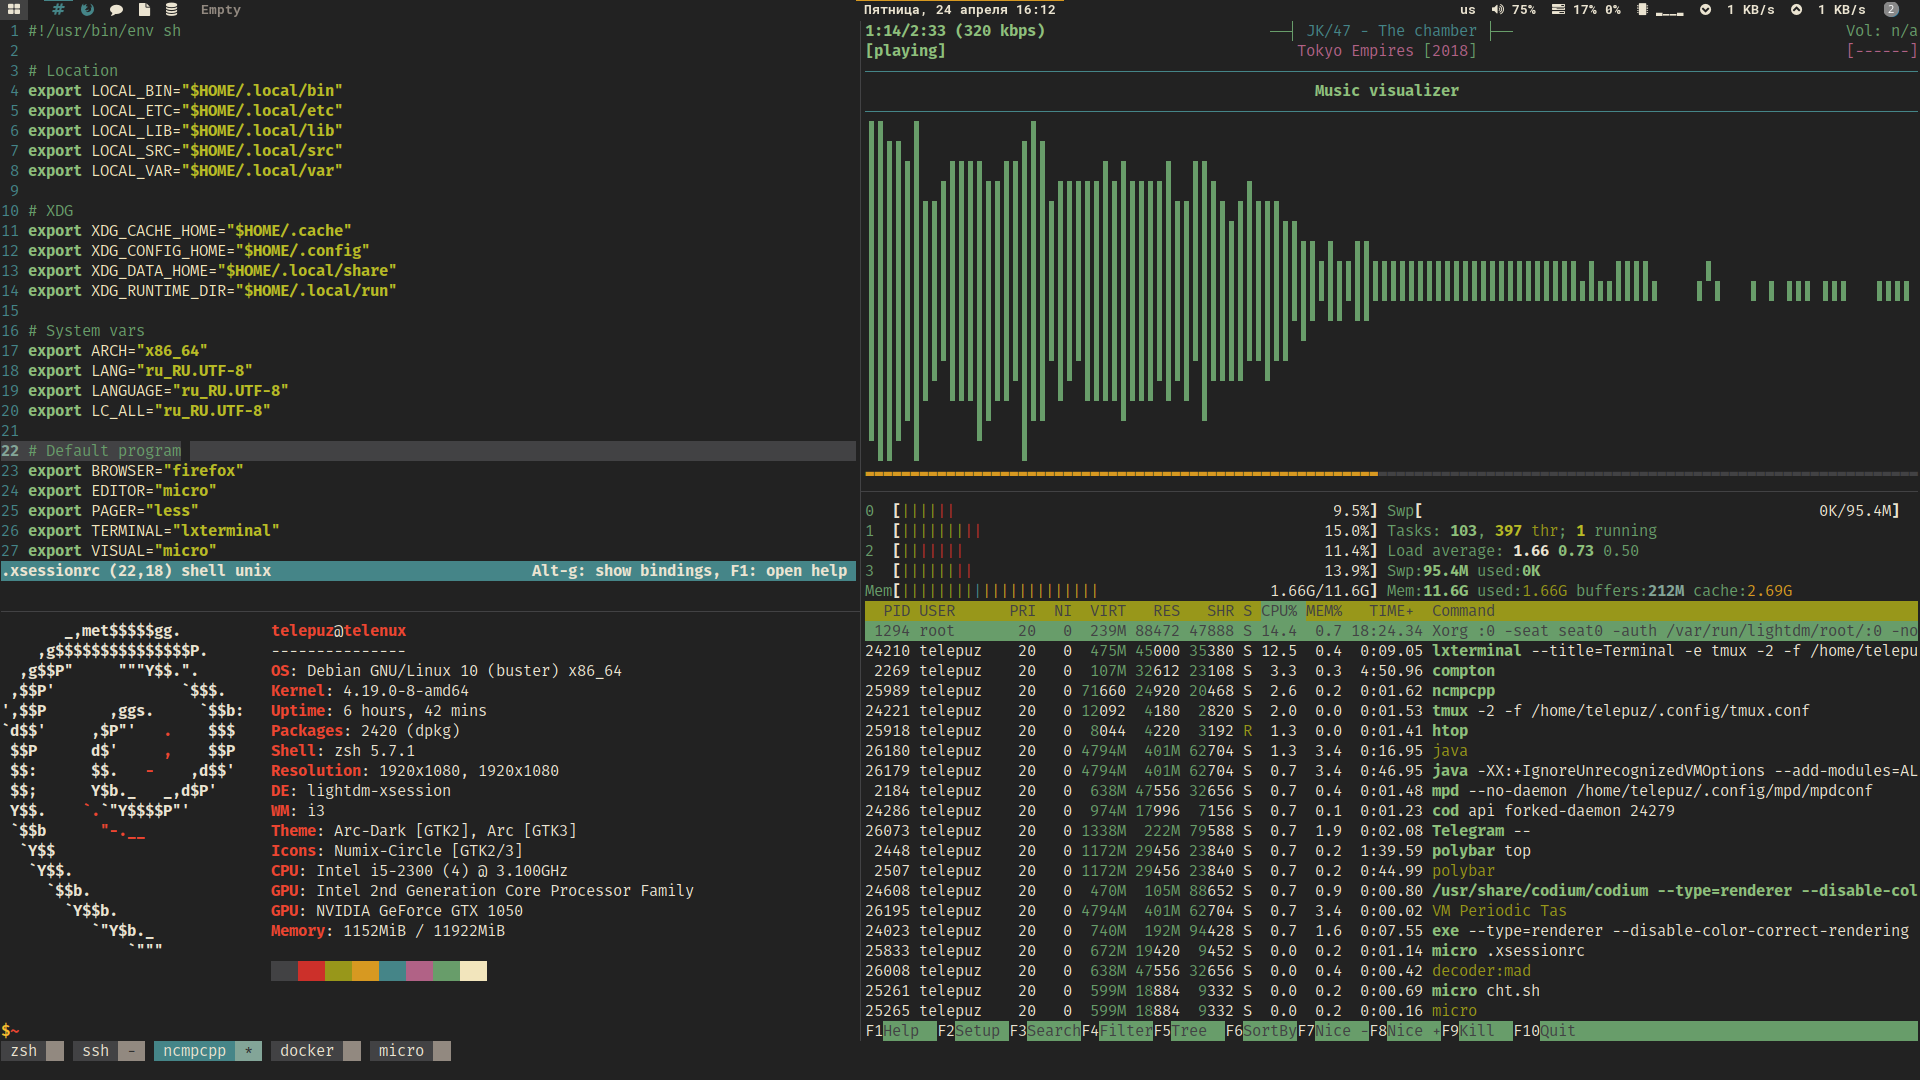 Empty
Пятница, 24 апреля 16:12
us 75% 17% 0% 1 KB/s 1 KB/s 2
1 #!/usr/bin/env sh
2
3 # Location
4 export LOCAL_BIN="$HOME/.local/bin"
5 export LOCAL_ETC="$HOME/.local/etc"
6 export LOCAL_LIB="$HOME/.local/lib"
7 export LOCAL_SRC="$HOME/.local/src"
8 export LOCAL_VAR="$HOME/.local/var"
9
10 # XDG
11 export XDG_CACHE_HOME="$HOME/.cache"
12 export XDG_CONFIG_HOME="$HOME/.config"
13 export XDG_DATA_HOME="$HOME/.local/share"
14 export XDG_RUNTIME_DIR="$HOME/.local/run"
15
16 # System vars
17 export ARCH="x86_64"
18 export LANG="ru_RU.UTF-8"
19 export LANGUAGE="ru_RU.UTF-8"
20 export LC_ALL="ru_RU.UTF-8"
21
22 # Default program
23 export BROWSER="firefox"
24 export EDITOR="micro"
25 export PAGER="less"
26 export TERMINAL="lxterminal"
27 export VISUAL="micro"
.xsessionrc (22,18) shell unix Alt-g: show bindings, F1: open help
_,met$$$$$gg. telepuz@telenux
,g$$$$$$$$$$$$$$$P. ---------------
,g$$P" """Y$$.". OS: Debian GNU/Linux 10 (buster) x86_64
,$$P' `$$$. Kernel: 4.19.0-8-amd64
',$$P ,ggs. `$$b: Uptime: 6 hours, 42 mins
`d$$' ,$P"' . $$$ Packages: 2420 (dpkg)
$$P d$' , $$P Shell: zsh 5.7.1
$$: $$. - ,d$$' Resolution: 1920x1080, 1920x1080
$$; Y$b._ _,d$P' DE: lightdm-xsession
Y$$. `.`"Y$$$$P"' WM: i3
`$$b "-.__ Theme: Arc-Dark [GTK2], Arc [GTK3]
`Y$$ Icons: Numix-Circle [GTK2/3]
`Y$$. CPU: Intel i5-2300 (4) @ 3.100GHz
`$$b. GPU: Intel 2nd Generation Core Processor Family
`Y$$b. GPU: NVIDIA GeForce GTX 1050
`"Y$b._ Memory: 1152MiB / 11922MiB
`"""
$~
zsh ssh - ncmpcpp * docker micro
1:14/2:33 (320 kbps) JK/47 - The chamber Vol: n/a
[playing] Tokyo Empires [2018] [------]
Music visualizer
0 [|||||| 9.5%] Swp[ 0K/95.4M]
1 [||||||||| 15.0%] Tasks: 103, 397 thr; 1 running
2 [||||||| 11.4%] Load average: 1.66 0.73 0.50
3 [|||||||| 13.9%] Swp:95.4M used:0K
Mem[|||||||||||||||||||||| 1.66G/11.6G] Mem:11.6G used:1.66G buffers:212M cache:2.69G
PID USER PRI NI VIRT RES SHR S CPU% MEM% TIME+ Command
1294 root 20 0 239M 88472 47888 S 14.4 0.7 18:24.34 Xorg :0 -seat seat0 -auth /var/run/lightdm/root/:0 -no
24210 telepuz 20 0 475M 45000 35380 S 12.5 0.4 0:09.05 lxterminal --title=Terminal -e tmux -2 -f /home/telepu
2269 telepuz 20 0 107M 32612 23108 S 3.3 0.3 4:50.96 compton
25989 telepuz 20 0 71660 24920 20468 S 2.6 0.2 0:01.62 ncmpcpp
24221 telepuz 20 0 12092 4180 2820 S 2.0 0.0 0:01.53 tmux -2 -f /home/telepuz/.config/tmux.conf
25918 telepuz 20 0 8044 4220 3192 R 1.3 0.0 0:01.41 htop
26180 telepuz 20 0 4794M 401M 62704 S 1.3 3.4 0:16.95 java
26179 telepuz 20 0 4794M 401M 62704 S 0.7 3.4 0:46.95 java -XX:+IgnoreUnrecognizedVMOptions --add-modules=AL
2184 telepuz 20 0 638M 47556 32656 S 0.7 0.4 0:01.48 mpd --no-daemon /home/telepuz/.config/mpd/mpdconf
24286 telepuz 20 0 974M 17996 7156 S 0.7 0.1 0:01.23 cod api forked-daemon 24279
26073 telepuz 20 0 1338M 222M 79588 S 0.7 1.9 0:02.08 Telegram --
2448 telepuz 20 0 1172M 29456 23840 S 0.7 0.2 1:39.59 polybar top
2507 telepuz 20 0 1172M 29456 23840 S 0.7 0.2 0:44.99 polybar
24608 telepuz 20 0 470M 105M 88652 S 0.7 0.9 0:00.80 /usr/share/codium/codium --type=renderer --disable-col
26195 telepuz 20 0 4794M 401M 62704 S 0.7 3.4 0:00.02 VM Periodic Tas
24023 telepuz 20 0 740M 192M 94428 S 0.7 1.6 0:07.55 exe --type=renderer --disable-color-correct-rendering
25833 telepuz 20 0 672M 19420 9452 S 0.0 0.2 0:01.14 micro .xsessionrc
26008 telepuz 20 0 638M 47556 32656 S 0.0 0.4 0:00.42 decoder:mad
25261 telepuz 20 0 599M 18884 9332 S 0.0 0.2 0:00.69 micro cht.sh
25265 telepuz 20 0 599M 18884 9332 S 0.0 0.2 0:00.16 micro
F1Help F2Setup F3SearchF4FilterF5Tree F6SortByF7Nice -F8Nice +F9Kill F10Quit